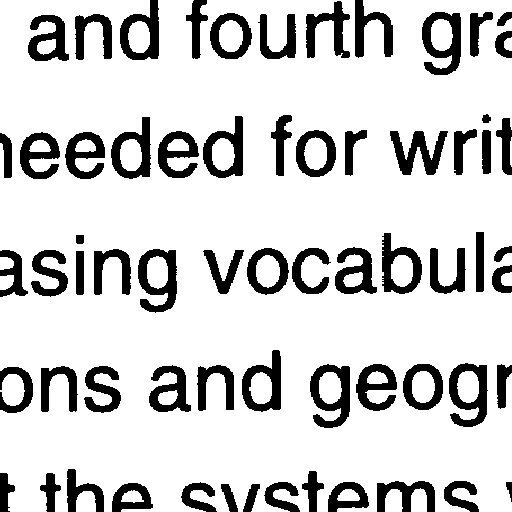 and fourth gra
needed for writ
asing vocabula
ons and geogr
t the systems